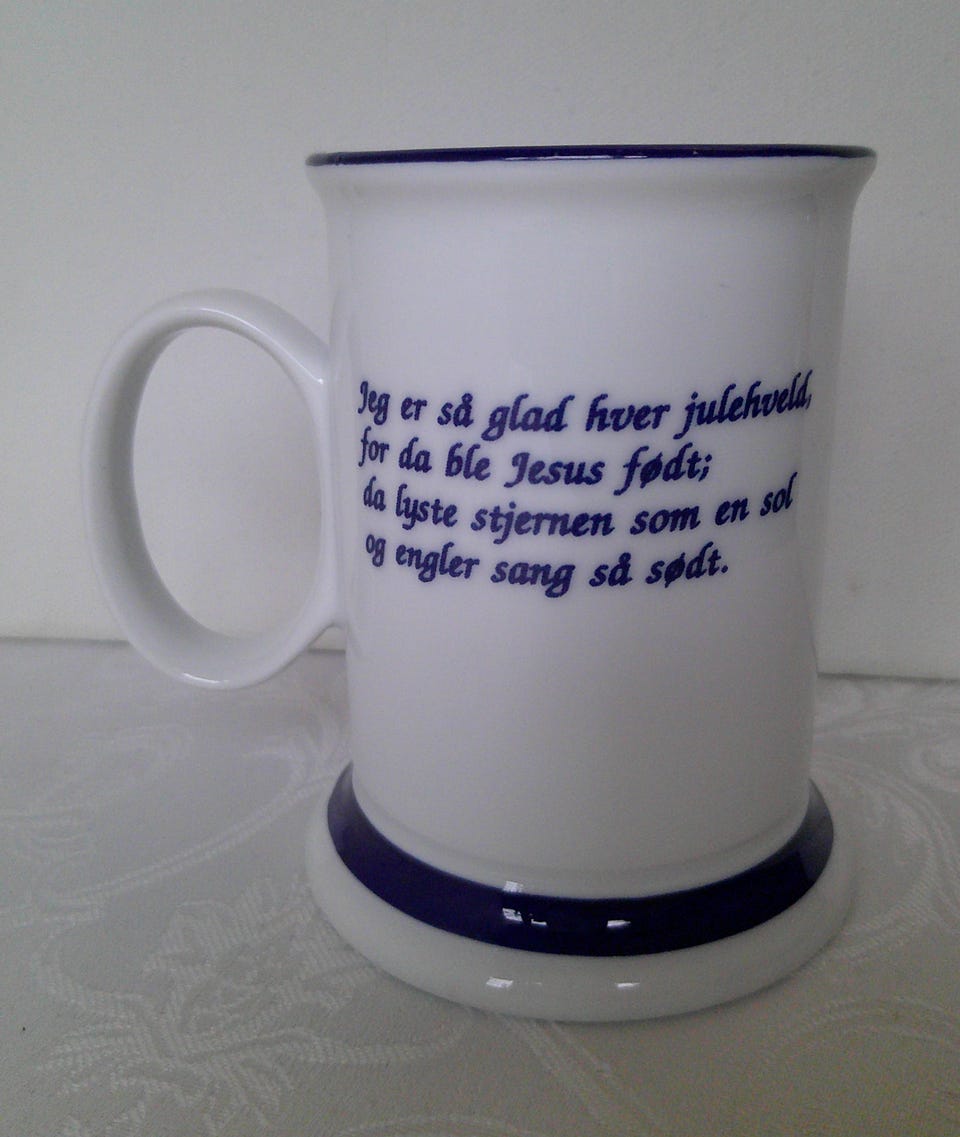 Jeg er så glad hver julehveld,
for da ble Jesus født;
da lyste stjernen som en sol
og engler sang så sødt.